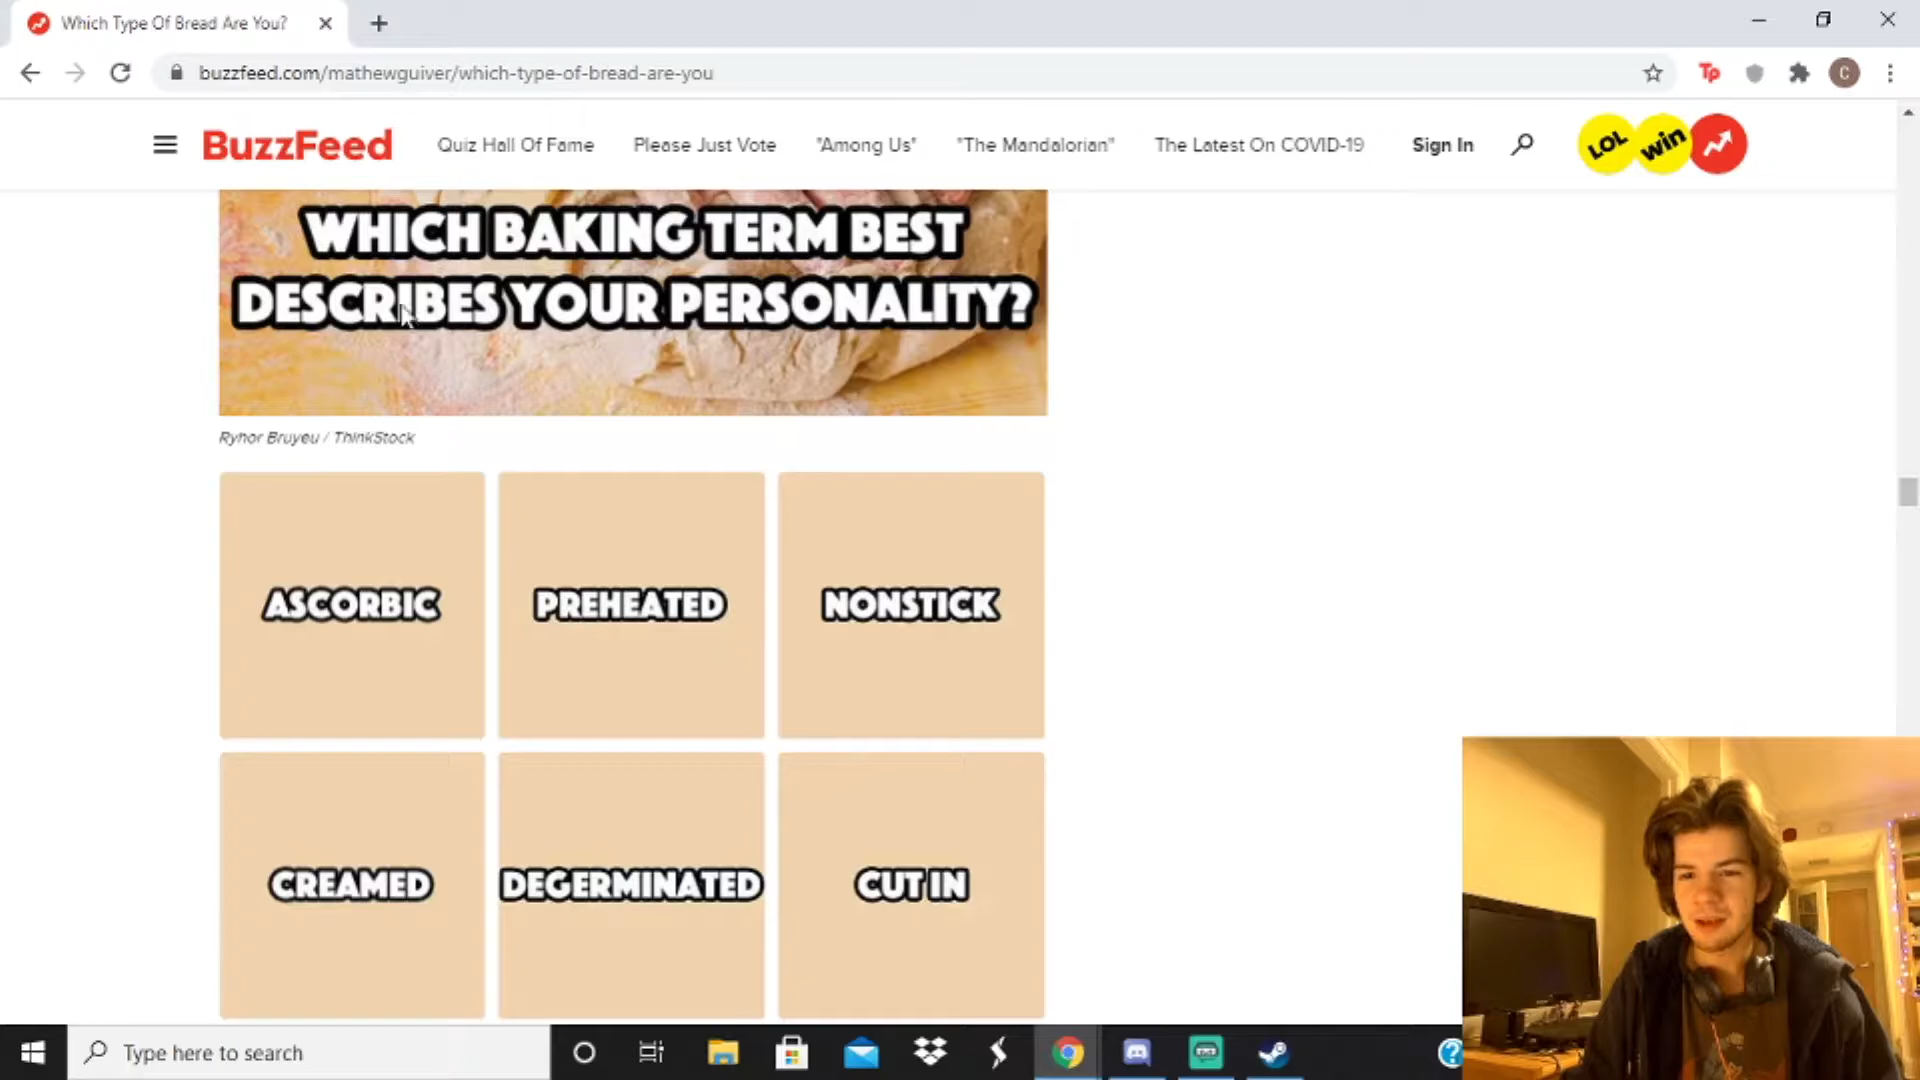 Which Type Of Bread Are You?
buzzfeed.com/mathewguiver/which-type-of-bread-are-you
Tp
C
BuzzFeed
Quiz Hall Of Fame
Please Just Vote
"Among Us"
"The Mandalorian"
The Latest On COVID-19
Sign In
LOL
win
WHICH BAKING TERM BEST
DESCRIBES YOUR PERSONALITY?
Ryhor Bruyeu / ThinkStock
ASCORBIC
PREHEATED
NONSTICK
CREAMED
DEGERMINATED
CUT IN
Type here to search